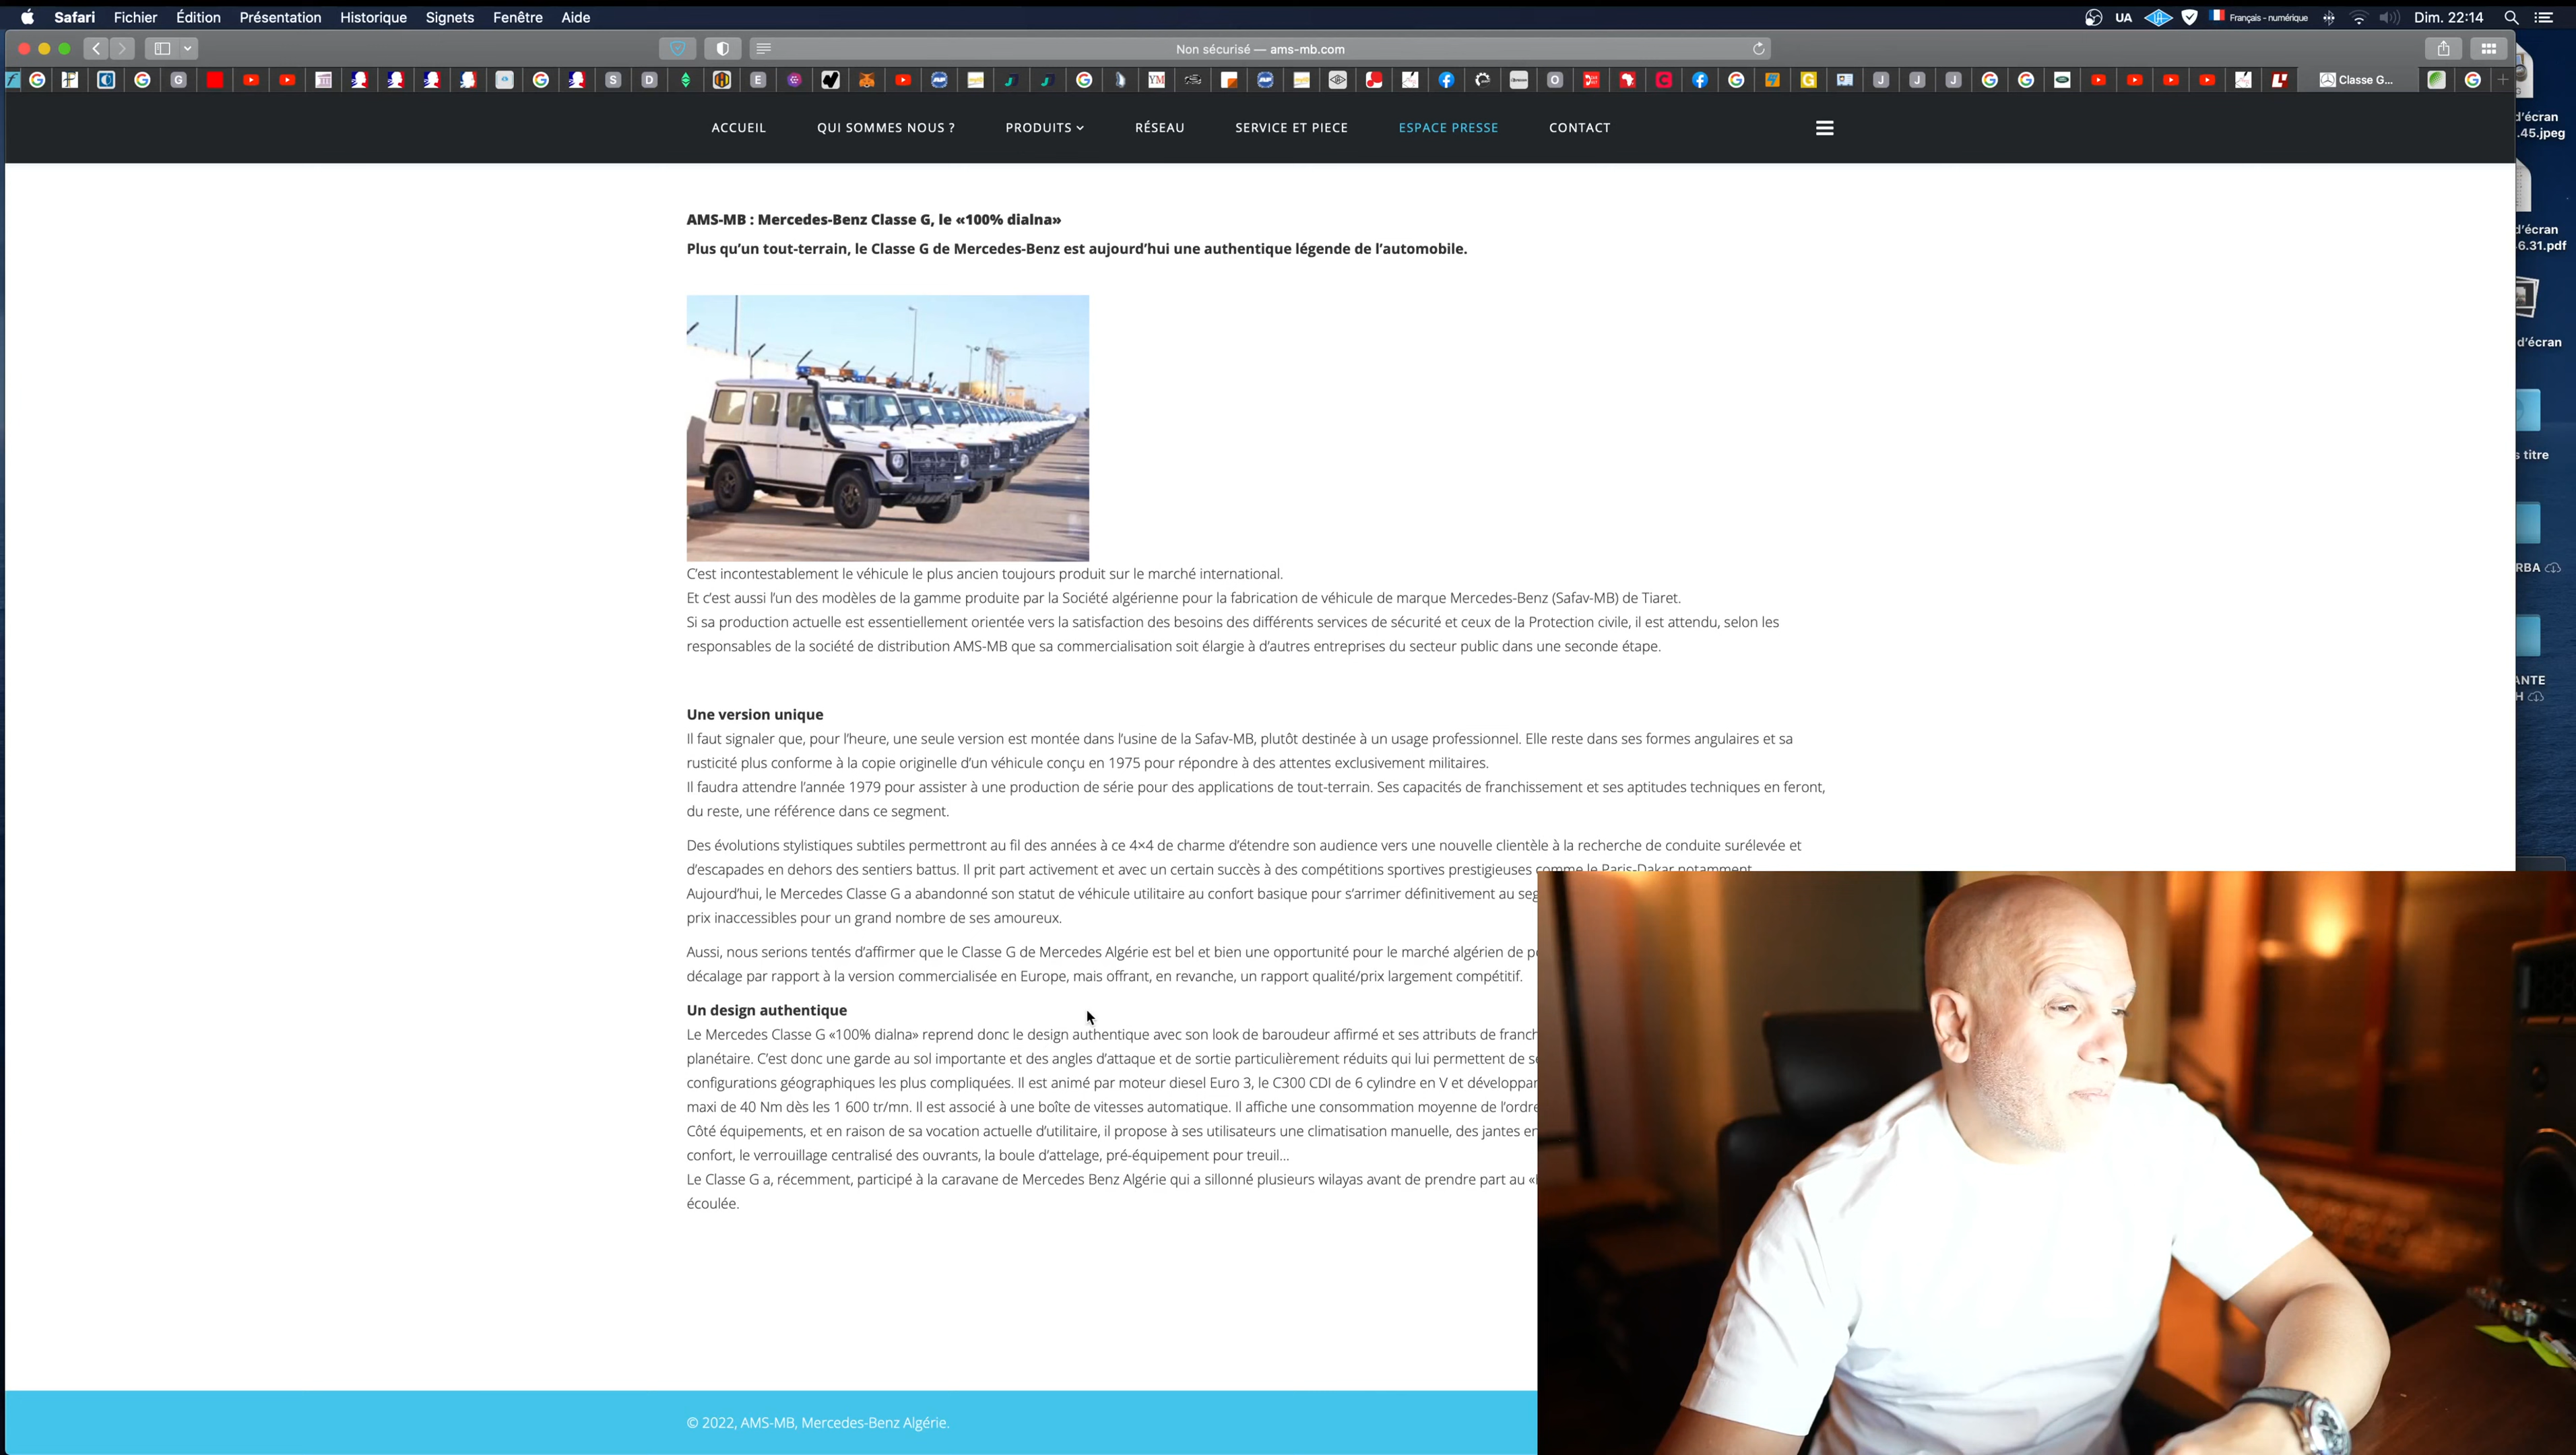 Safari Fichier Édition Présentation Historique Signets Fenêtre Aide
UA Français - numérique Dim. 22:14
Non sécurisé — ams-mb.com
Classe G...
ACCUEIL QUI SOMMES NOUS ? PRODUITS RÉSEAU SERVICE ET PIECE ESPACE PRESSE CONTACT
AMS-MB : Mercedes-Benz Classe G, le «100% dialna»
Plus qu'un tout-terrain, le Classe G de Mercedes-Benz est aujourd'hui une authentique légende de l'automobile.
C'est incontestablement le véhicule le plus ancien toujours produit sur le marché international.
Et c'est aussi l'un des modèles de la gamme produite par la Société algérienne pour la fabrication de véhicule de marque Mercedes-Benz (Safav-MB) de Tiaret.
Si sa production actuelle est essentiellement orientée vers la satisfaction des besoins des différents services de sécurité et ceux de la Protection civile, il est attendu, selon les
responsables de la société de distribution AMS-MB que sa commercialisation soit élargie à d'autres entreprises du secteur public dans une seconde étape.
Une version unique
Il faut signaler que, pour l'heure, une seule version est montée dans l'usine de la Safav-MB, plutôt destinée à un usage professionnel. Elle reste dans ses formes angulaires et sa
rusticité plus conforme à la copie originelle d'un véhicule conçu en 1975 pour répondre à des attentes exclusivement militaires.
Il faudra attendre l'année 1979 pour assister à une production de série pour des applications de tout-terrain. Ses capacités de franchissement et ses aptitudes techniques en feront,
du reste, une référence dans ce segment.
Des évolutions stylistiques subtiles permettront au fil des années à ce 4×4 de charme d'étendre son audience vers une nouvelle clientèle à la recherche de conduite surélevée et
d'escapades en dehors des sentiers battus. Il prit part activement et avec un certain succès à des compétitions sportives prestigieuses comme le Paris-Dakar notamment
Aujourd'hui, le Mercedes Classe G a abandonné son statut de véhicule utilitaire au confort basique pour s'arrimer définitivement au seg
prix inaccessibles pour un grand nombre de ses amoureux.
Aussi, nous serions tentés d'affirmer que le Classe G de Mercedes Algérie est bel et bien une opportunité pour le marché algérien de p
décalage par rapport à la version commercialisée en Europe, mais offrant, en revanche, un rapport qualité/prix largement compétitif.
Un design authentique
Le Mercedes Classe G «100% dialna» reprend donc le design authentique avec son look de baroudeur affirmé et ses attributs de franch
planétaire. C'est donc une garde au sol importante et des angles d'attaque et de sortie particulièrement réduits qui lui permettent de s
configurations géographiques les plus compliquées. Il est animé par moteur diesel Euro 3, le C300 CDI de 6 cylindre en V et développan
maxi de 40 Nm dès les 1 600 tr/mn. Il est associé à une boîte de vitesses automatique. Il affiche une consommation moyenne de l'ordre
Côté équipements, et en raison de sa vocation actuelle d'utilitaire, il propose à ses utilisateurs une climatisation manuelle, des jantes en
confort, le verrouillage centralisé des ouvrants, la boule d'attelage, pré-équipement pour treuil...
Le Classe G a, récemment, participé à la caravane de Mercedes Benz Algérie qui a sillonné plusieurs wilayas avant de prendre part au «
écoulée.
© 2022, AMS-MB, Mercedes-Benz Algérie.
d'écran
.45.jpeg
d'écran
6.31.pdf
d'écran
s titre
RBA
ANTE
H